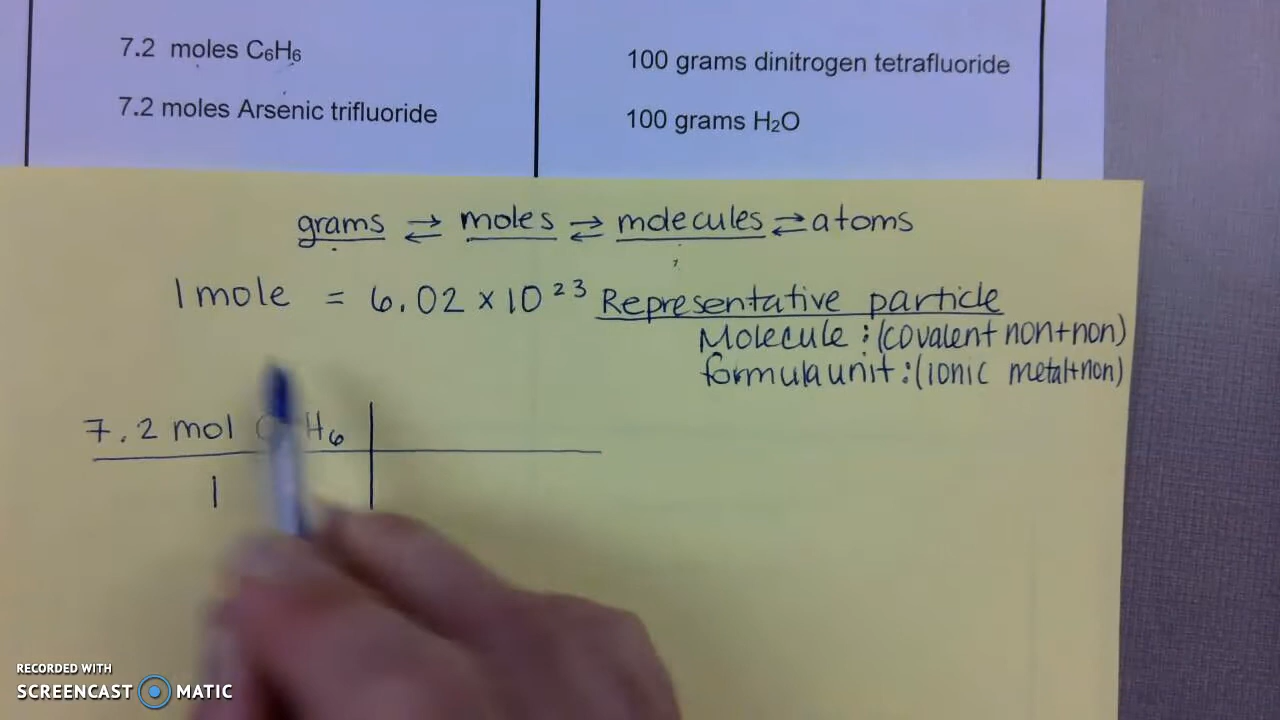 7.2 moles C₆H₆
7.2 moles Arsenic trifluoride
100 grams dinitrogen tetrafluoride
100 grams H₂O
grams ⇄ moles ⇄ molecules ⇄ atoms
1 mole = 6.02 × 10²³ Representative particle
Molecule : (covalent non+non)
formula unit : (ionic metal+non)
7.2 mol H₆
1
RECORDED WITH
SCREENCAST MATIC